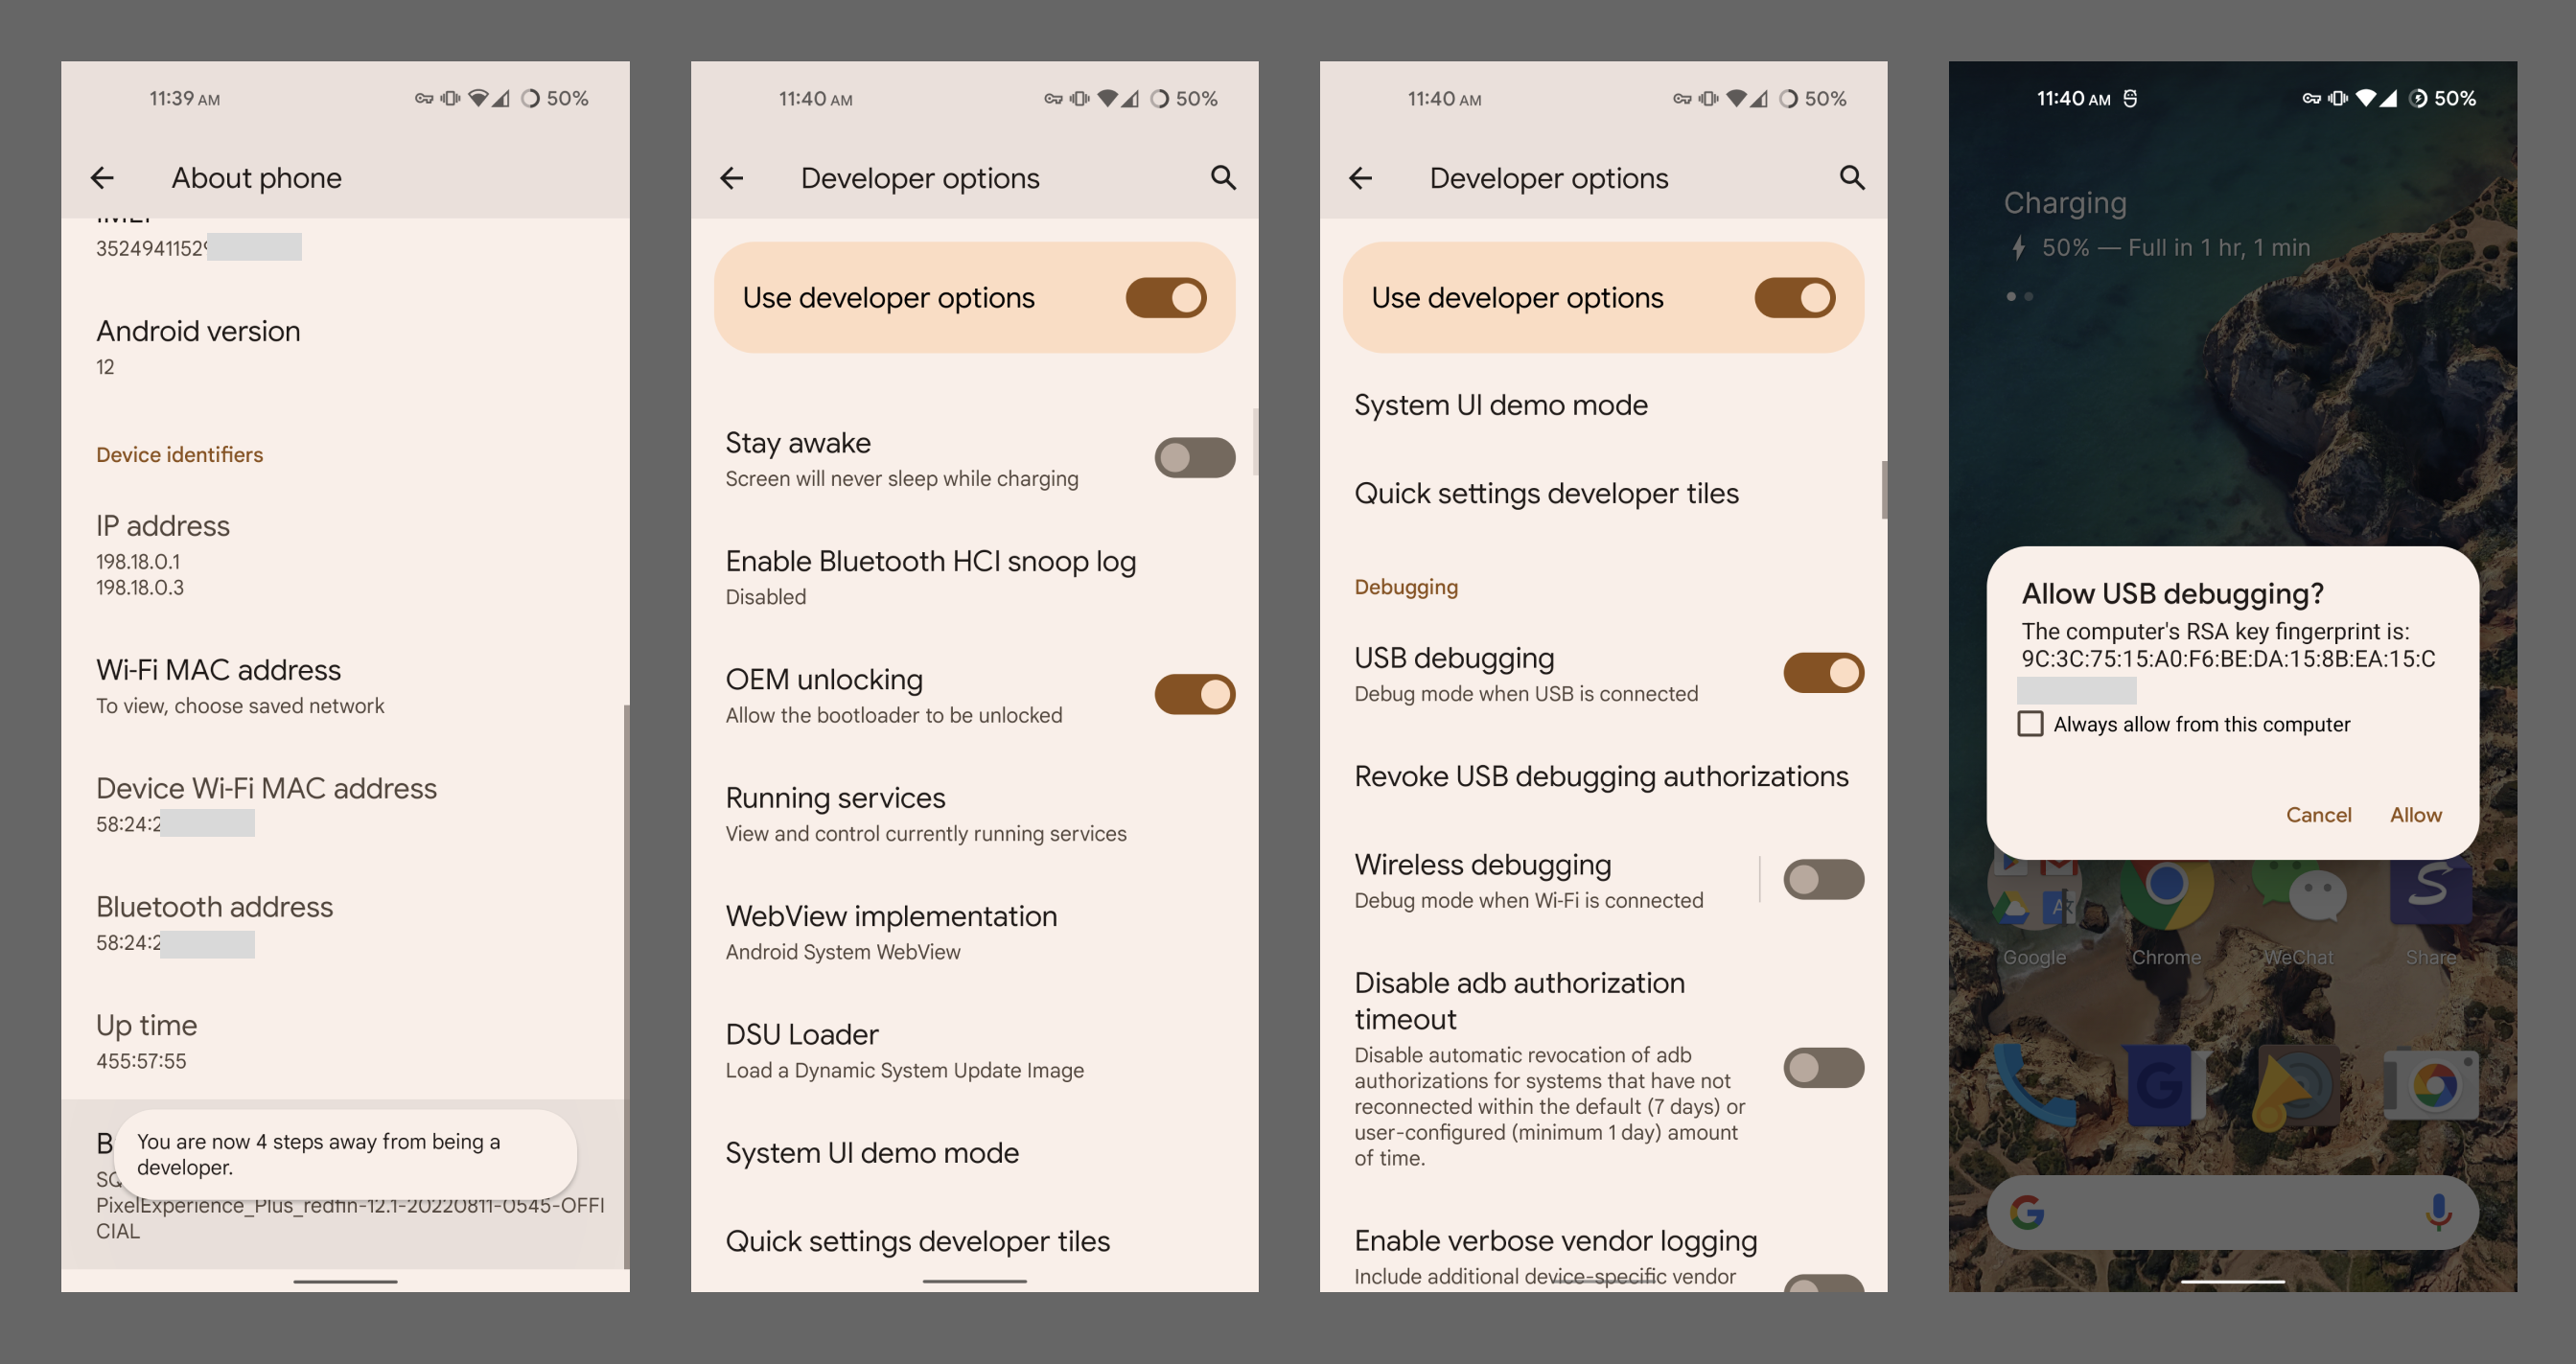 11:39 AM
50%
About phone
IMEI
3524941152
Android version
12
Device identifiers
IP address
198.18.0.1
198.18.0.3
Wi-Fi MAC address
To view, choose saved network
Device Wi-Fi MAC address
58:24:2
Bluetooth address
58:24:2
Up time
455:57:55
B
You are now 4 steps away from being a
developer.
SQ
PixelExperience_Plus_redfin-12.1-20220811-0545-OFFI
CIAL
11:40 AM
50%
Developer options
Use developer options
Stay awake
Screen will never sleep while charging
Enable Bluetooth HCI snoop log
Disabled
OEM unlocking
Allow the bootloader to be unlocked
Running services
View and control currently running services
WebView implementation
Android System WebView
DSU Loader
Load a Dynamic System Update Image
System UI demo mode
Quick settings developer tiles
11:40 AM
50%
Developer options
Use developer options
System UI demo mode
Quick settings developer tiles
Debugging
USB debugging
Debug mode when USB is connected
Revoke USB debugging authorizations
Wireless debugging
Debug mode when Wi-Fi is connected
Disable adb authorization
timeout
Disable automatic revocation of adb
authorizations for systems that have not
reconnected within the default (7 days) or
user-configured (minimum 1 day) amount
of time.
Enable verbose vendor logging
Include additional device-specific vendor
11:40 AM
50%
Charging
50% — Full in 1 hr, 1 min
Allow USB debugging?
The computer's RSA key fingerprint is:
9C:3C:75:15:A0:F6:BE:DA:15:8B:EA:15:C
Always allow from this computer
Cancel Allow
Google Chrome WeChat Share